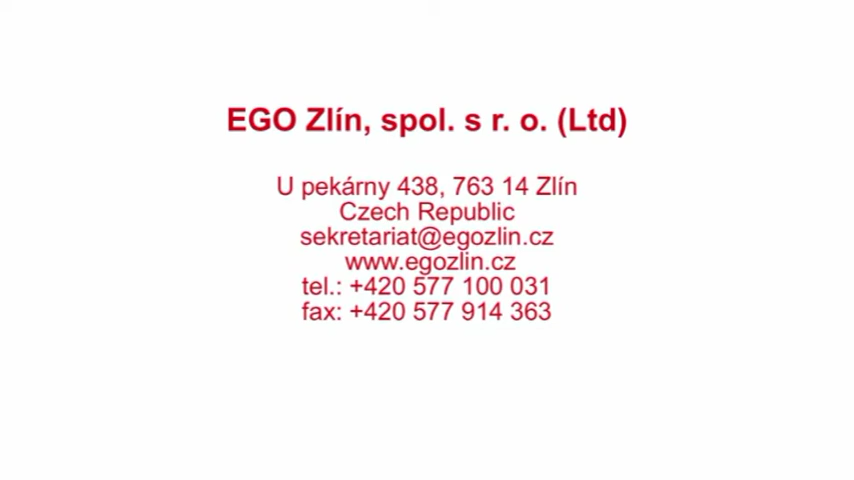 EGO Zlín, spol. s r. o. (Ltd)
U pekárny 438, 763 14 Zlín
Czech Republic
sekretariat@egozlin.cz
www.egozlin.cz
tel.: +420 577 100 031
fax: +420 577 914 363